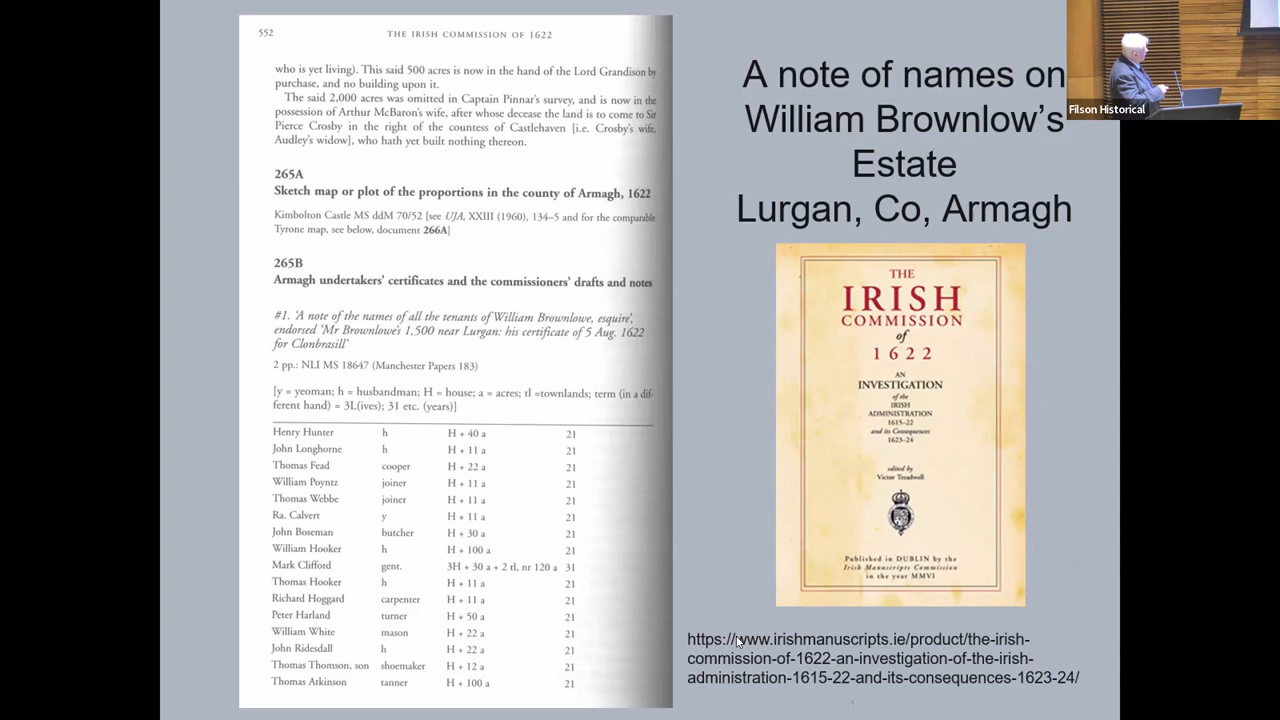 552
THE IRISH COMMISSION OF 1622
who is yet living). This said 500 acres is now in the hand of the Lord Grandison by
purchase, and no building upon it.
The said 2,000 acres was omitted in Captain Pinnar's survey, and is now in the
possession of Arthur McBaron's wife, after whose decease the land is to come to Sir
Pierce Crosby in the right of the countess of Castlehaven [i.e. Crosby's wife,
Audley's widow], who hath yet built nothing thereon.
265A
Sketch map or plot of the proportions in the county of Armagh, 1622
Kimbolton Castle MS ddM 70/52 [see UJA, XXIII (1960), 134–5 and for the comparable
Tyrone map, see below, document 266A]
265B
Armagh undertakers' certificates and the commissioners' drafts and notes
#1. 'A note of the names of all the tenants of William Brownlowe, esquire',
endorsed 'Mr Brownlowe's 1,500 near Lurgan: his certificate of 5 Aug. 1622
for Clonbrasill'
2 pp.: NLI MS 18647 (Manchester Papers 183)
[y = yeoman; h = husbandman; H = house; a = acres; tl =townlands; term (in a dif-
ferent hand) = 3L(ives); 31 etc. (years)]
Henry Hunter h H + 40 a 21
John Longhorne h H + 11 a 21
Thomas Fead cooper H + 22 a 21
William Poyntz joiner H + 11 a 21
Thomas Webbe joiner H + 11 a 21
Ra. Calvert y H + 11 a 21
John Boseman butcher H + 30 a 21
William Hooker h H + 100 a 21
Mark Clifford gent. 3H + 30 a + 2 tl, nr 120 a 31
Thomas Hooker h H + 11 a 21
Richard Hoggard carpenter H + 11 a 21
Peter Harland turner H + 50 a 21
William White mason H + 22 a 21
John Ridesdall h H + 22 a 21
Thomas Thomson, son shoemaker H + 12 a 21
Thomas Atkinson tanner H + 100 a 21
A note of names on
William Brownlow's
Estate
Lurgan, Co, Armagh
THE
IRISH
COMMISSION
of
1622
AN
INVESTIGATION
of the
IRISH
ADMINISTRATION
1615-22
and its Consequences
1623-24
edited by
Victor Treadwell
Published in DUBLIN by the
Irish Manuscripts Commission
in the year MMVI
https://www.irishmanuscripts.ie/product/the-irish-
commission-of-1622-an-investigation-of-the-irish-
administration-1615-22-and-its-consequences-1623-24/
Filson Historical